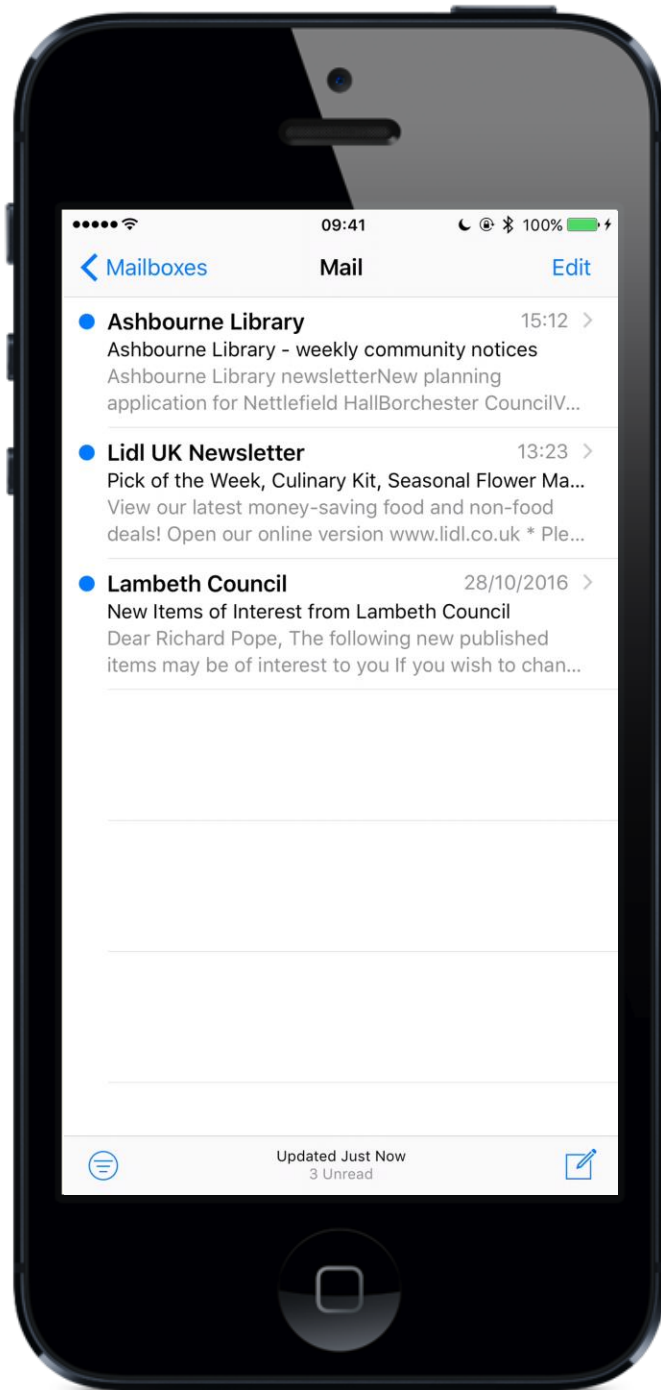 09:41
100%
Mailboxes
Mail
Edit
Ashbourne Library
15:12
Ashbourne Library - weekly community notices
Ashbourne Library newsletterNew planning
application for Nettlefield HallBorchester CouncilV...
Lidl UK Newsletter
13:23
Pick of the Week, Culinary Kit, Seasonal Flower Ma...
View our latest money-saving food and non-food
deals! Open our online version www.lidl.co.uk * Ple...
Lambeth Council
28/10/2016
New Items of Interest from Lambeth Council
Dear Richard Pope, The following new published
items may be of interest to you If you wish to chan...
Updated Just Now
3 Unread